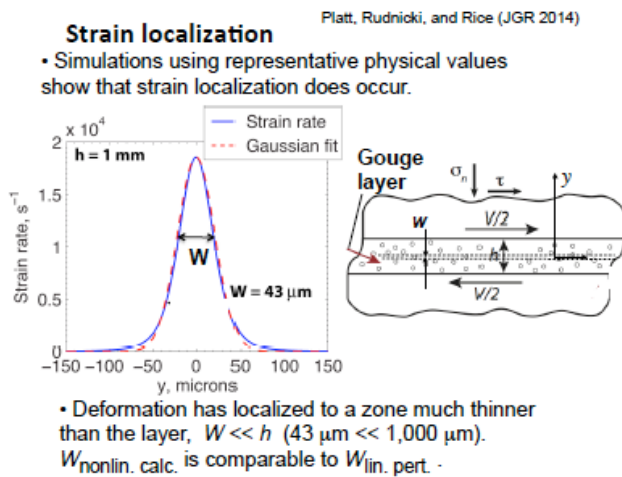 Platt, Rudnicki, and Rice (JGR 2014)
Strain localization
• Simulations using representative physical values
show that strain localization does occur.
x 10⁴
Strain rate
Gaussian fit
h = 1 mm
2
1.5
1
0.5
0
Strain rate, s⁻¹
W
W = 43 μm
-150 -100 -50 0 50 100 150
y, microns
Gouge
layer
σₙ
τ
y
W
V/2
h
V/2
• Deformation has localized to a zone much thinner
than the layer, W << h (43 μm << 1,000 μm).
Wnonlin. calc. is comparable to Wlin. pert. .